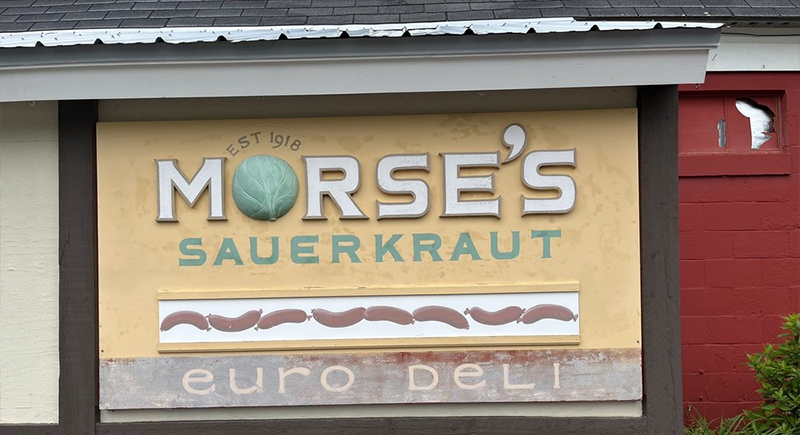 EST 1918
MORSE'S
SAUERKRAUT
euro DeLI